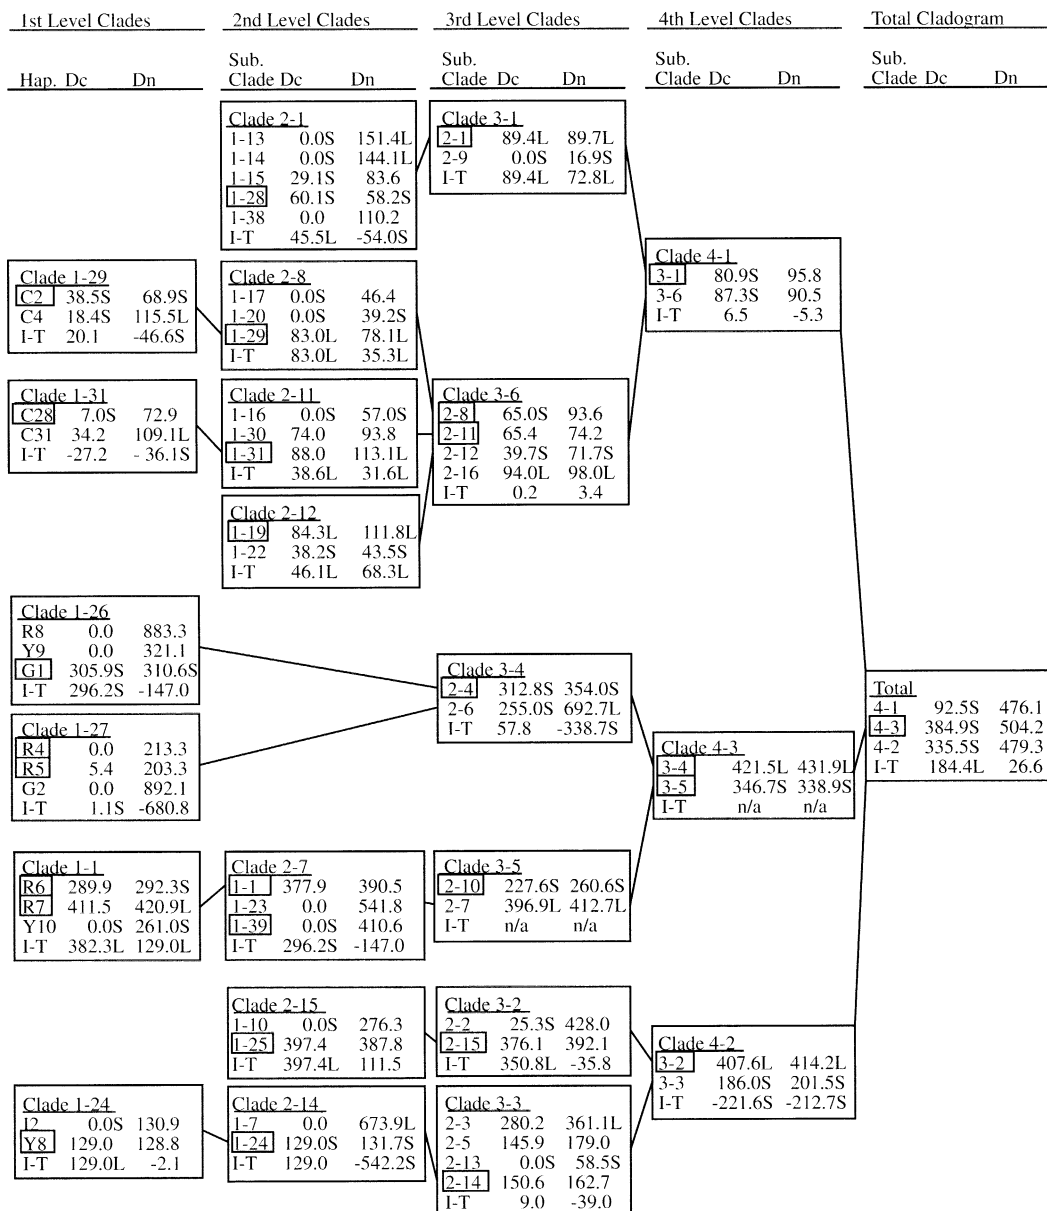 1st Level Clades
Hap. Dc Dn
Clade 1-29
C2 38.5S 68.9S
C4 18.4S 115.5L
I-T 20.1 -46.6S
Clade 1-31
C28 7.0S 72.9
C31 34.2 109.1L
I-T -27.2 - 36.1S
Clade 1-26
R8 0.0 883.3
Y9 0.0 321.1
G1 305.9S 310.6S
I-T 296.2S -147.0
Clade 1-27
R4 0.0 213.3
R5 5.4 203.3
G2 0.0 892.1
I-T 1.1S -680.8
Clade 1-1
R6 289.9 292.3S
R7 411.5 420.9L
Y10 0.0S 261.0S
I-T 382.3L 129.0L
Clade 1-24
I2 0.0S 130.9
Y8 129.0 128.8
I-T 129.0L -2.1
2nd Level Clades
Sub.
Clade Dc Dn
Clade 2-1
1-13 0.0S 151.4L
1-14 0.0S 144.1L
1-15 29.1S 83.6
1-28 60.1S 58.2S
1-38 0.0 110.2
I-T 45.5L -54.0S
Clade 2-8
1-17 0.0S 46.4
1-20 0.0S 39.2S
1-29 83.0L 78.1L
I-T 83.0L 35.3L
Clade 2-11
1-16 0.0S 57.0S
1-30 74.0 93.8
1-31 88.0 113.1L
I-T 38.6L 31.6L
Clade 2-12
1-19 84.3L 111.8L
1-22 38.2S 43.5S
I-T 46.1L 68.3L
Clade 2-7
1-1 377.9 390.5
1-23 0.0 541.8
1-39 0.0S 410.6
I-T 296.2S -147.0
Clade 2-15
1-10 0.0S 276.3
1-25 397.4 387.8
I-T 397.4L 111.5
Clade 2-14
1-7 0.0 673.9L
1-24 129.0S 131.7S
I-T 129.0 -542.2S
3rd Level Clades
Sub.
Clade Dc Dn
Clade 3-1
2-1 89.4L 89.7L
2-9 0.0S 16.9S
I-T 89.4L 72.8L
Clade 3-6
2-8 65.0S 93.6
2-11 65.4 74.2
2-12 39.7S 71.7S
2-16 94.0L 98.0L
I-T 0.2 3.4
Clade 3-4
2-4 312.8S 354.0S
2-6 255.0S 692.7L
I-T 57.8 -338.7S
Clade 3-5
2-10 227.6S 260.6S
2-7 396.9L 412.7L
I-T n/a n/a
Clade 3-2
2-2 25.3S 428.0
2-15 376.1 392.1
I-T 350.8L -35.8
Clade 3-3
2-3 280.2 361.1L
2-5 145.9 179.0
2-13 0.0S 58.5S
2-14 150.6 162.7
I-T 9.0 -39.0
4th Level Clades
Sub.
Clade Dc Dn
Clade 4-1
3-1 80.9S 95.8
3-6 87.3S 90.5
I-T 6.5 -5.3
Clade 4-3
3-4 421.5L 431.9L
3-5 346.7S 338.9S
I-T n/a n/a
Clade 4-2
3-2 407.6L 414.2L
3-3 186.0S 201.5S
I-T -221.6S -212.7S
Total Cladogram
Sub.
Clade Dc Dn
Total
4-1 92.5S 476.1
4-3 384.9S 504.2
4-2 335.5S 479.3
I-T 184.4L 26.6